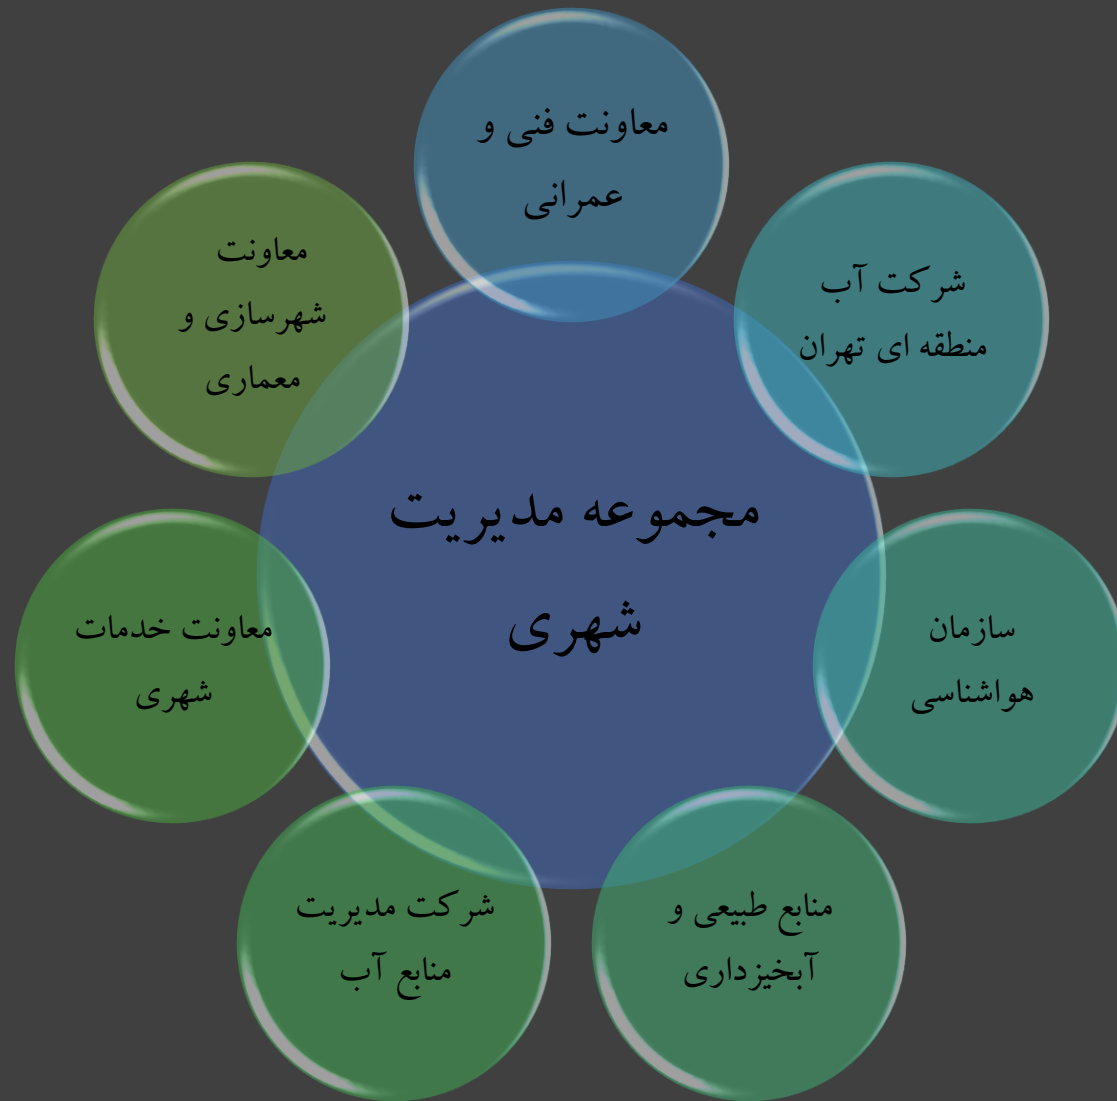 معاونت فنی و
عمرانی
شرکت آب
منطقه ای تهران
سازمان
هواشناسی
منابع طبیعی و
آبخیزداری
شرکت مدیریت
منابع آب
معاونت خدمات
شهری
معاونت
شهرسازی و
معماری
مجموعه مدیریت
شهری